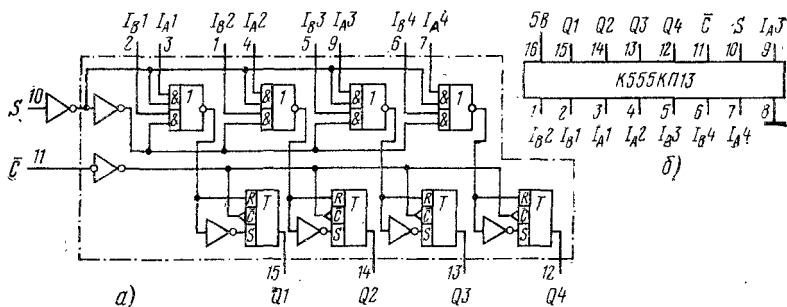 I_B1 I_A1 I_B2 I_A2 I_B3 I_A3 I_B4 I_A4
2 3 1 4 5 9 6 7
S 10
& & 1 & & 1 & & 1 & & 1
C̄ 11
R C̄ S T R C̄ S T R C̄ S T R C̄ S T
15 14 13 12
Q1 Q2 Q3 Q4
а)
5В Q1 Q2 Q3 Q4 C̄ S I_A3
16 15 14 13 12 11 10 9
К555КП13
1 2 3 4 5 6 7 8
I_B2 I_B1 I_A1 I_A2 I_B3 I_B4 I_A4
б)